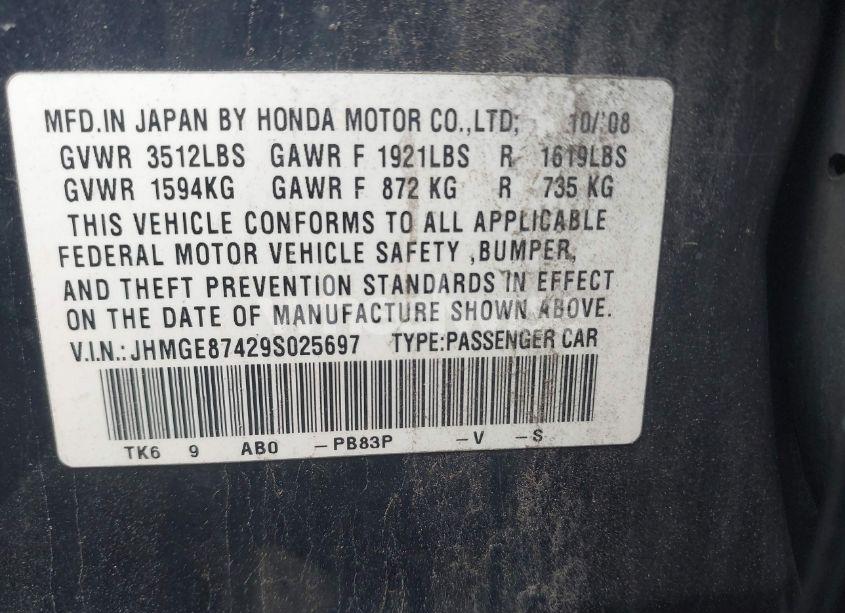 MFD.IN JAPAN BY HONDA MOTOR CO.,LTD; 10/'08
GVWR 3512LBS GAWR F 1921LBS R 1619LBS
GVWR 1594KG GAWR F 872 KG R 735 KG
THIS VEHICLE CONFORMS TO ALL APPLICABLE
FEDERAL MOTOR VEHICLE SAFETY ,BUMPER,
AND THEFT PREVENTION STANDARDS IN EFFECT
ON THE DATE OF MANUFACTURE SHOWN ABOVE.
V.I.N.:JHMGE87429S025697 TYPE:PASSENGER CAR
TK6 9 AB0 -PB83P -V -S